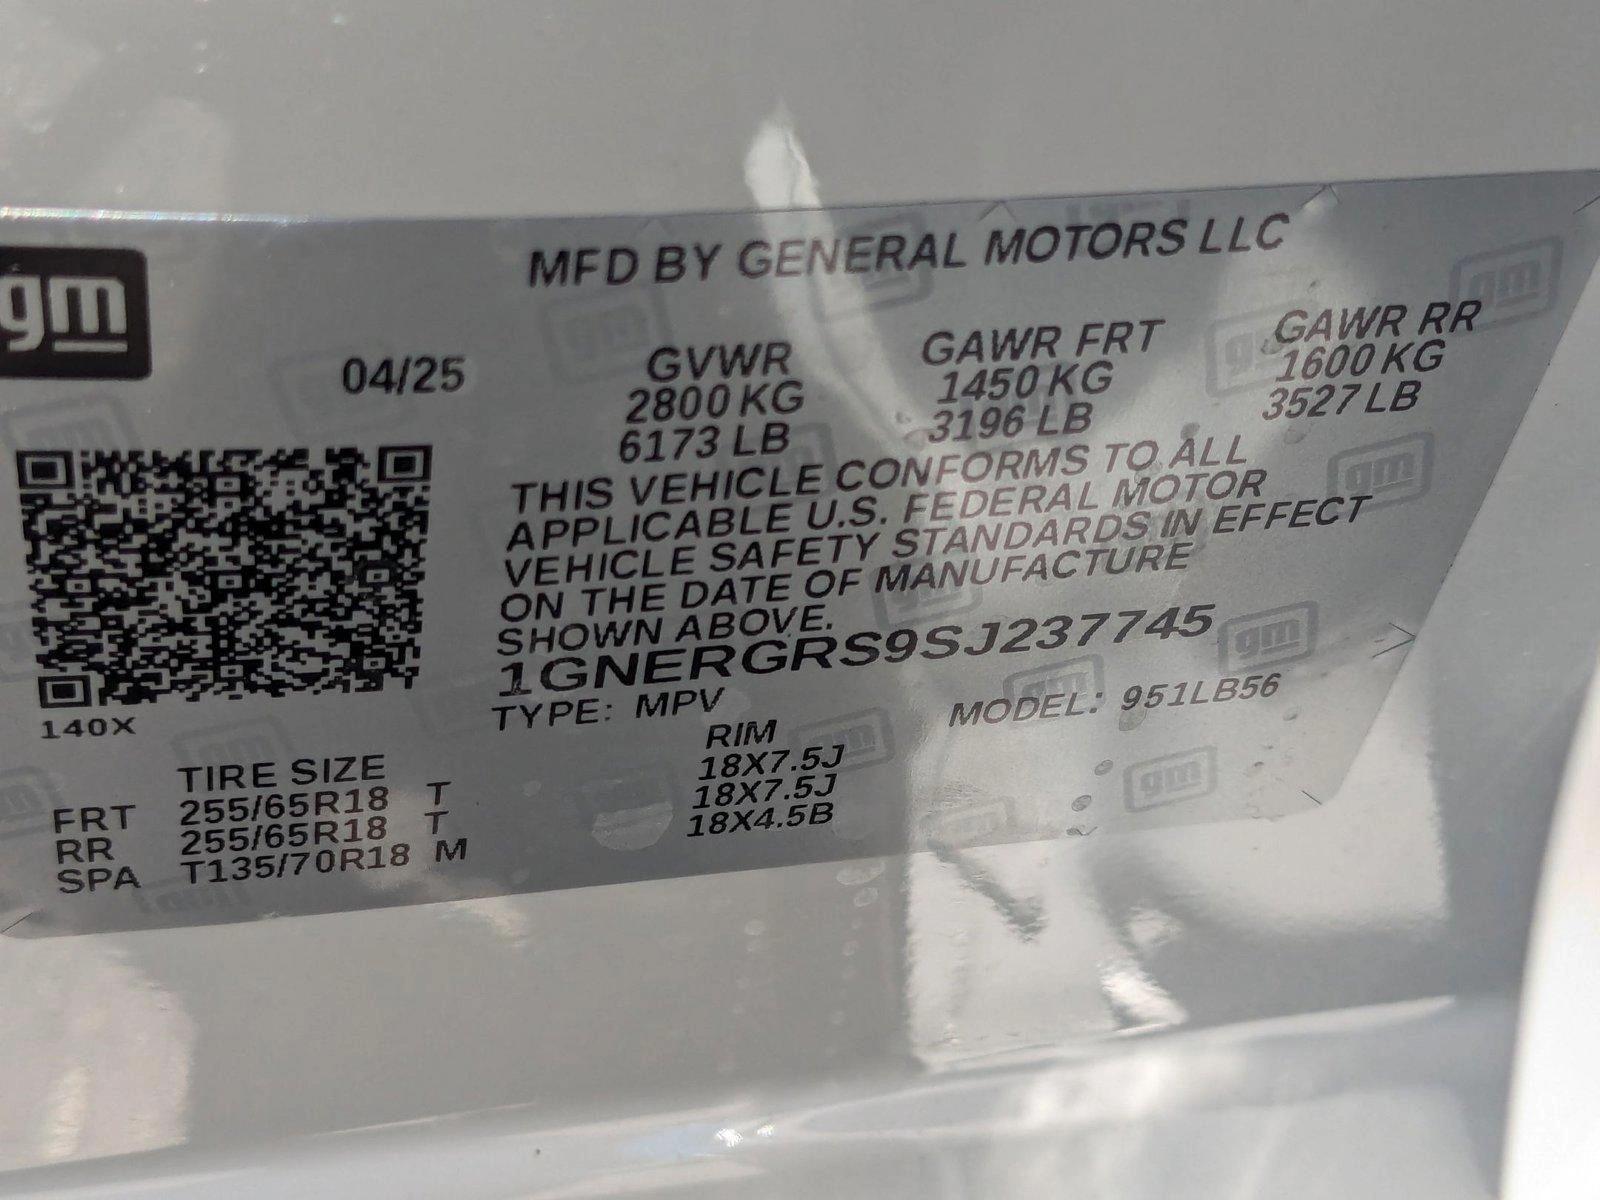 gm
MFD BY GENERAL MOTORS LLC
04/25
GVWR GAWR FRT GAWR RR
2800 KG 1450 KG 1600 KG
6173 LB 3196 LB 3527 LB
THIS VEHICLE CONFORMS TO ALL
APPLICABLE U.S. FEDERAL MOTOR
VEHICLE SAFETY STANDARDS IN EFFECT
ON THE DATE OF MANUFACTURE
SHOWN ABOVE.
1GNERGRS9SJ237745
TYPE: MPV MODEL: 951LB56
140X
TIRE SIZE RIM
FRT 255/65R18 T 18X7.5J
RR 255/65R18 T 18X7.5J
SPA T135/70R18 M 18X4.5B